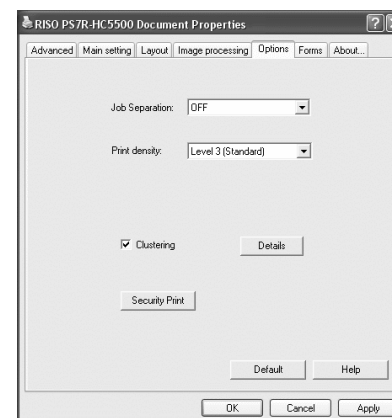 RISO PS7R-HC5500 Document Properties
Advanced Main setting Layout Image processing Options Forms About...
Job Separation: OFF
Print density: Level 3 (Standard)
Clustering Details
Security Print
Default Help
OK Cancel Apply